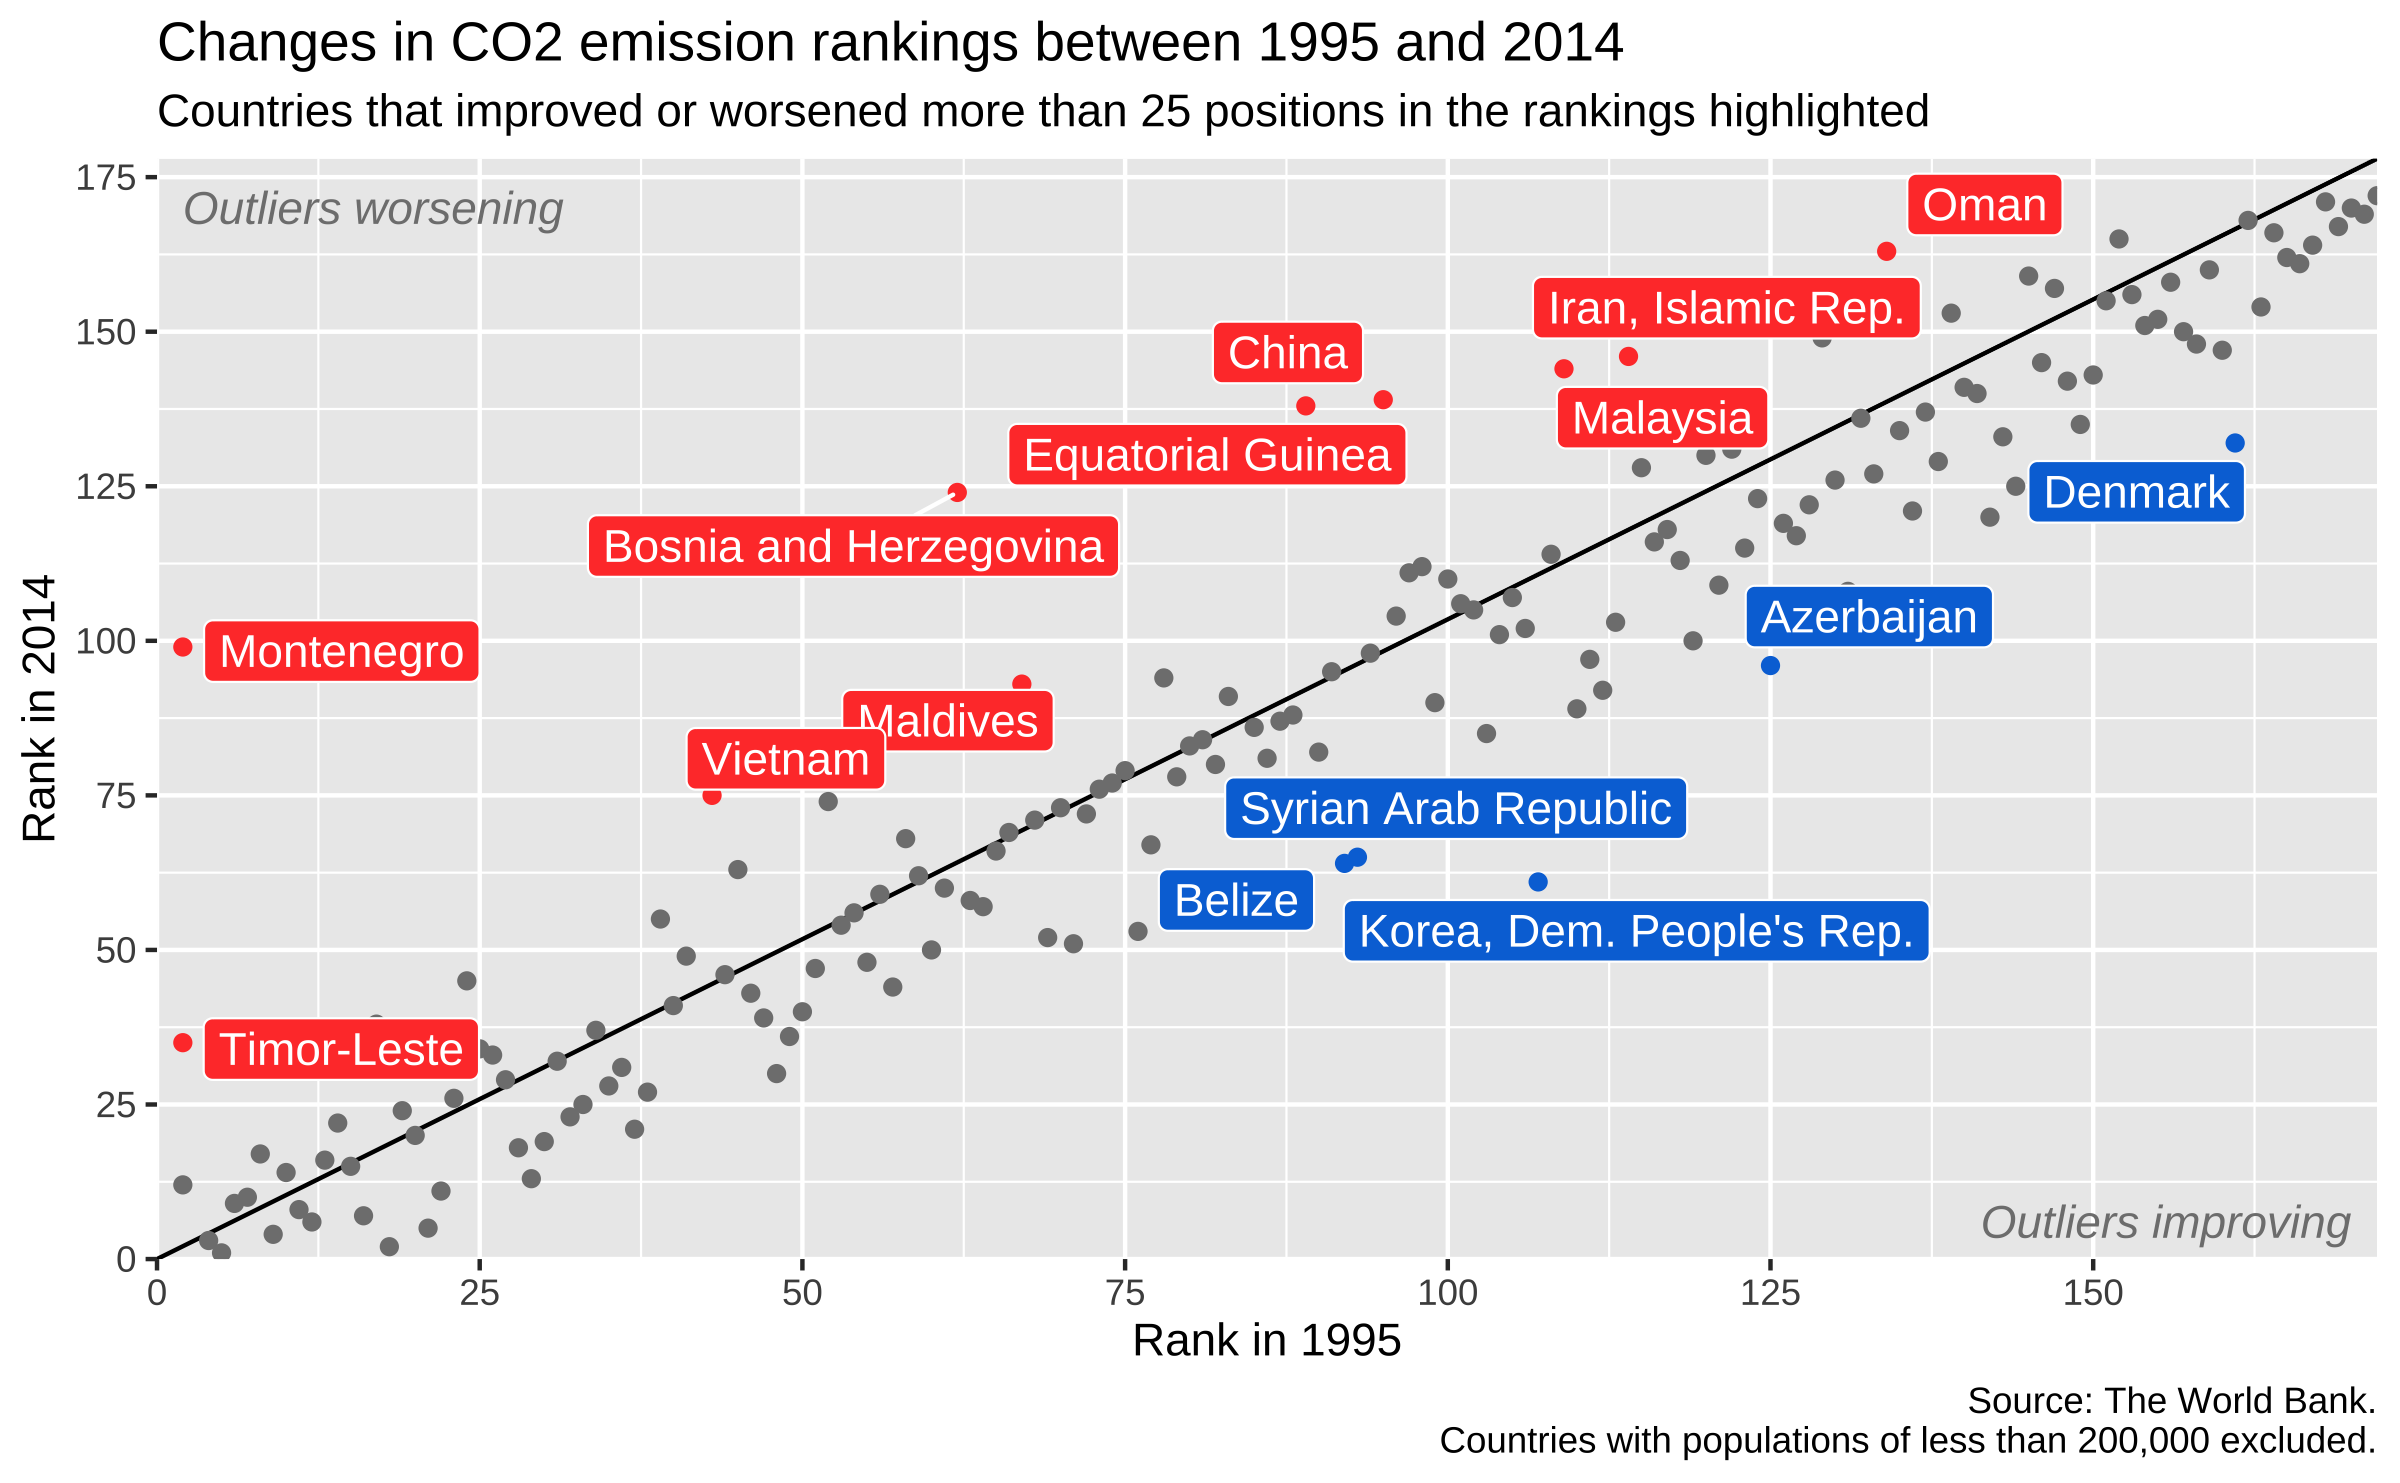 Changes in CO2 emission rankings between 1995 and 2014
Countries that improved or worsened more than 25 positions in the rankings highlighted
175
Outliers worsening
Oman
Iran, Islamic Rep.
150
China
Malaysia
Equatorial Guinea
125
Denmark
Bosnia and Herzegovina
Azerbaijan
100
Montenegro
Maldives
Vietnam
75
Syrian Arab Republic
Belize
Korea, Dem. People's Rep.
50
Timor-Leste
25
Outliers improving
0
Rank in 2014
0 25 50 75 100 125 150
Rank in 1995
Source: The World Bank.
Countries with populations of less than 200,000 excluded.